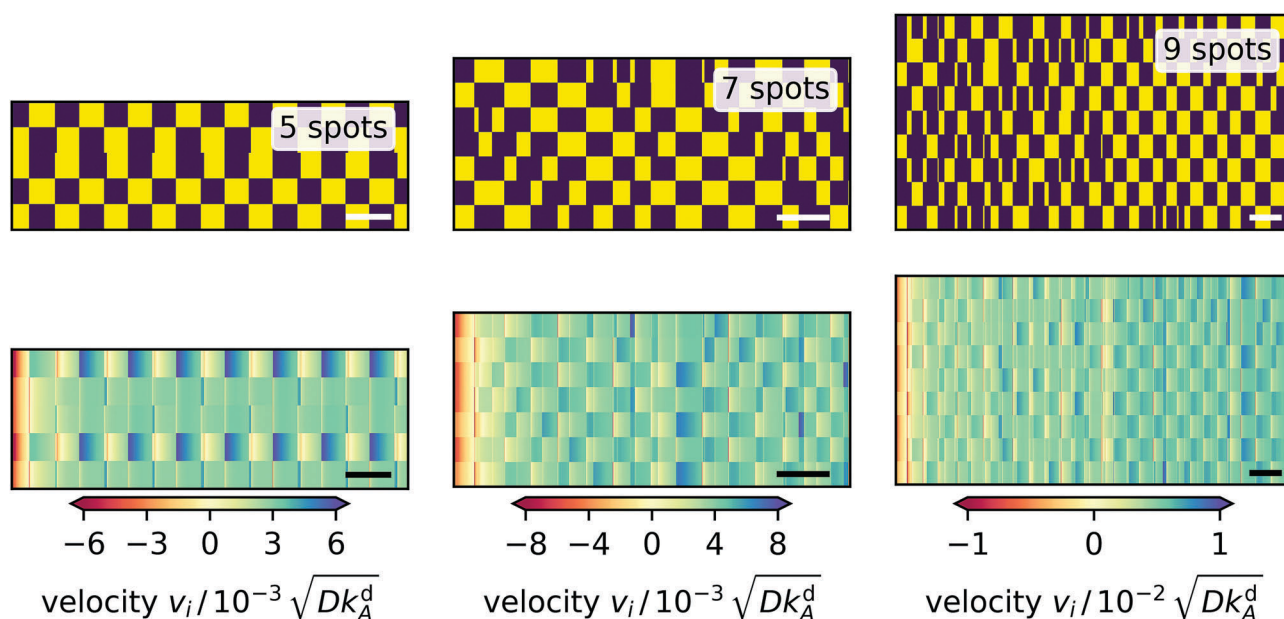 5 spots
7 spots
9 spots
−6 −3 0 3 6
−8 −4 0 4 8
−1 0 1
velocity v_i / 10^{−3} √(Dk_A^d)
velocity v_i / 10^{−3} √(Dk_A^d)
velocity v_i / 10^{−2} √(Dk_A^d)